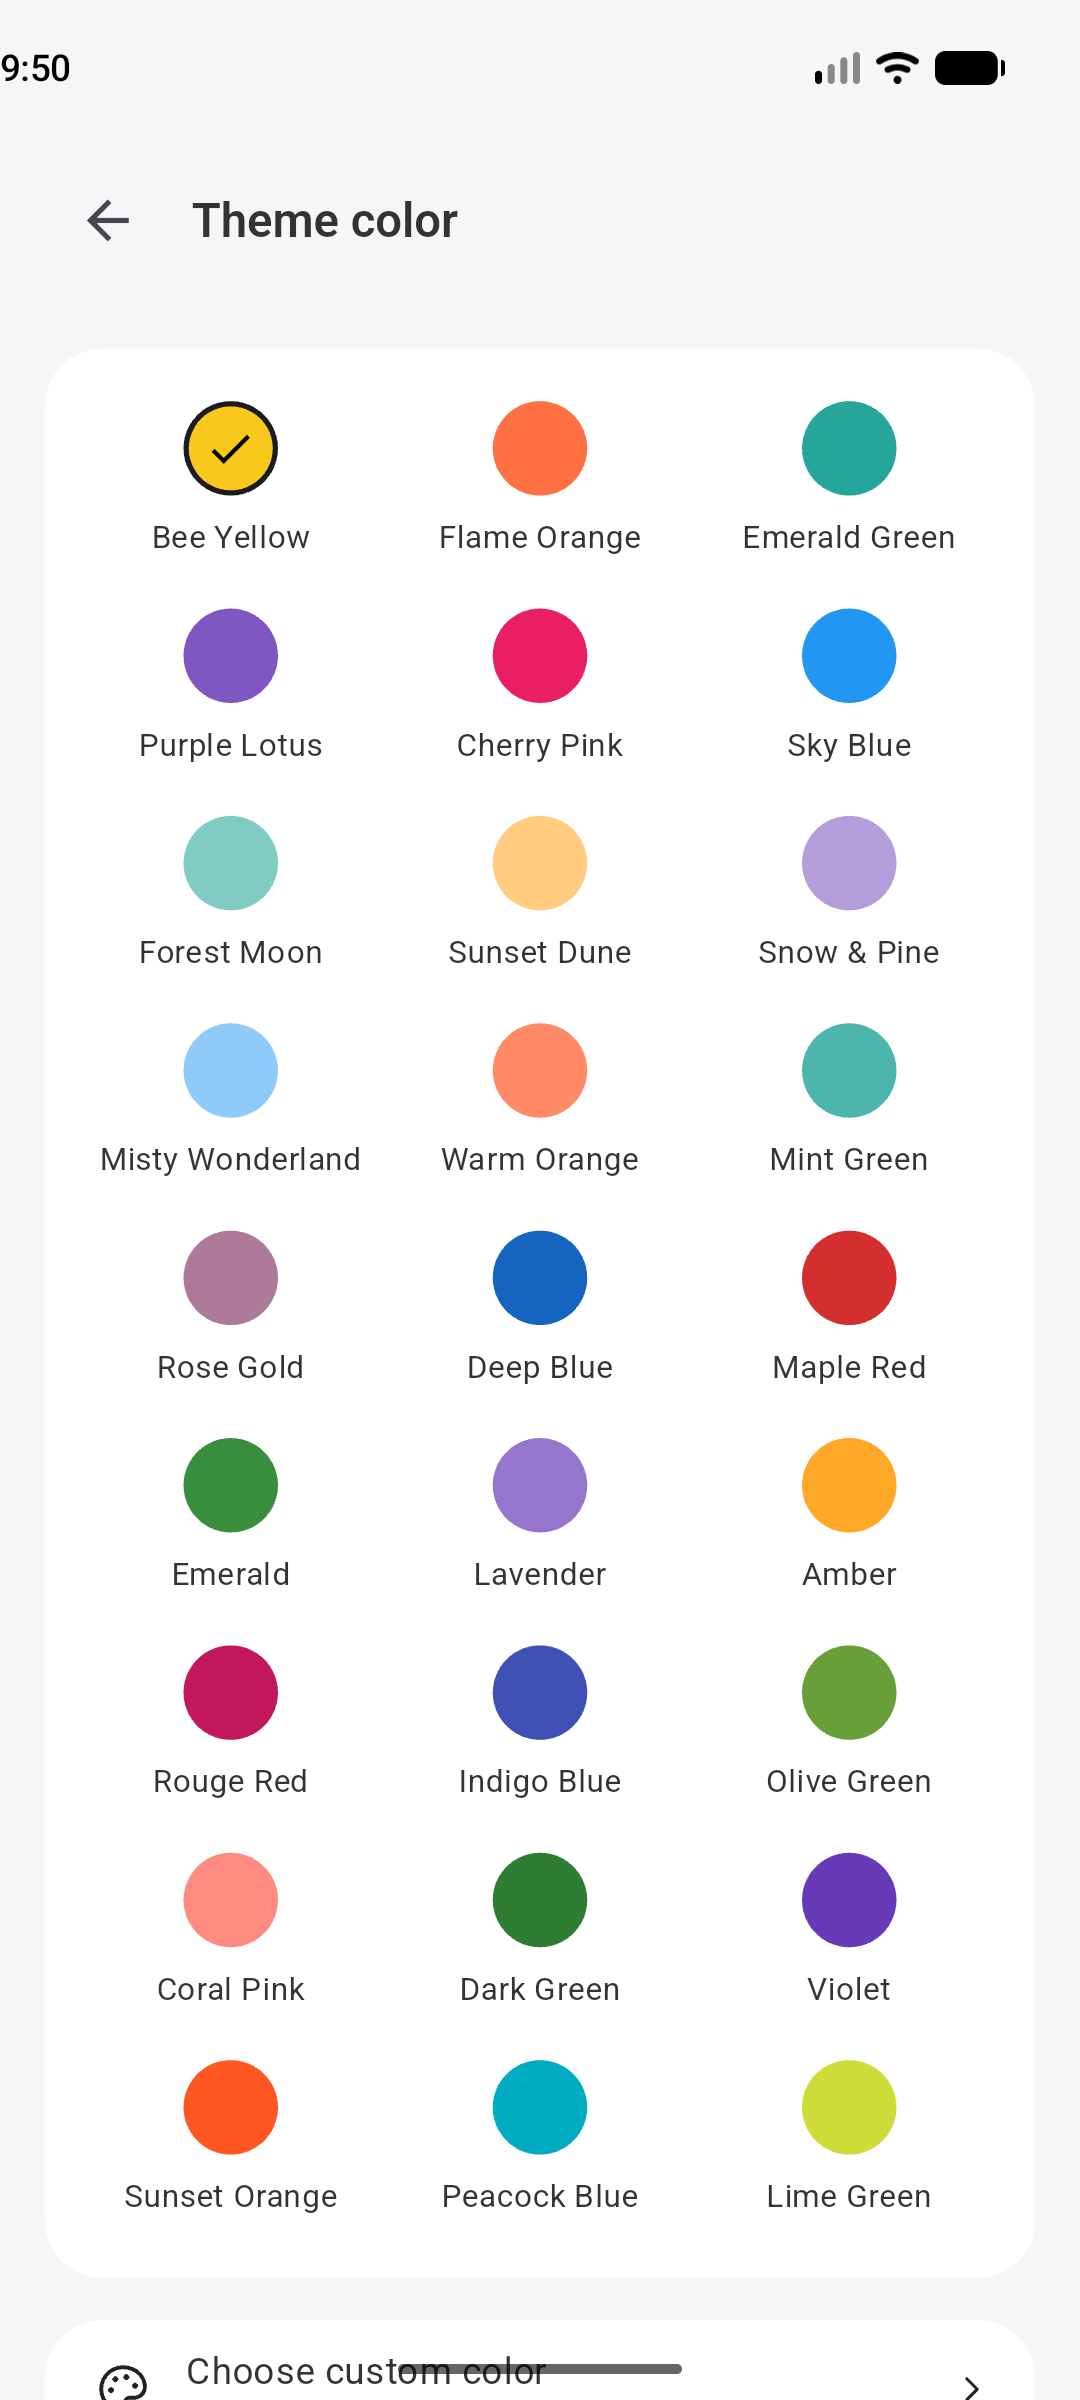 9:50
Theme color
Bee Yellow
Flame Orange
Emerald Green
Purple Lotus
Cherry Pink
Sky Blue
Forest Moon
Sunset Dune
Snow & Pine
Misty Wonderland
Warm Orange
Mint Green
Rose Gold
Deep Blue
Maple Red
Emerald
Lavender
Amber
Rouge Red
Indigo Blue
Olive Green
Coral Pink
Dark Green
Violet
Sunset Orange
Peacock Blue
Lime Green
Choose custom color